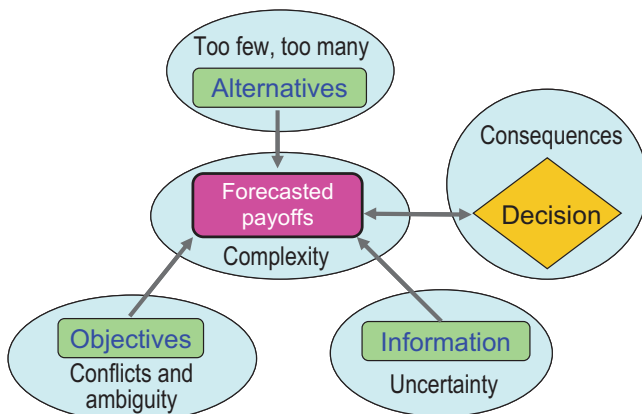 Too few, too many
Alternatives
Consequences
Decision
Forecasted
payoffs
Complexity
Objectives
Conflicts and
ambiguity
Information
Uncertainty